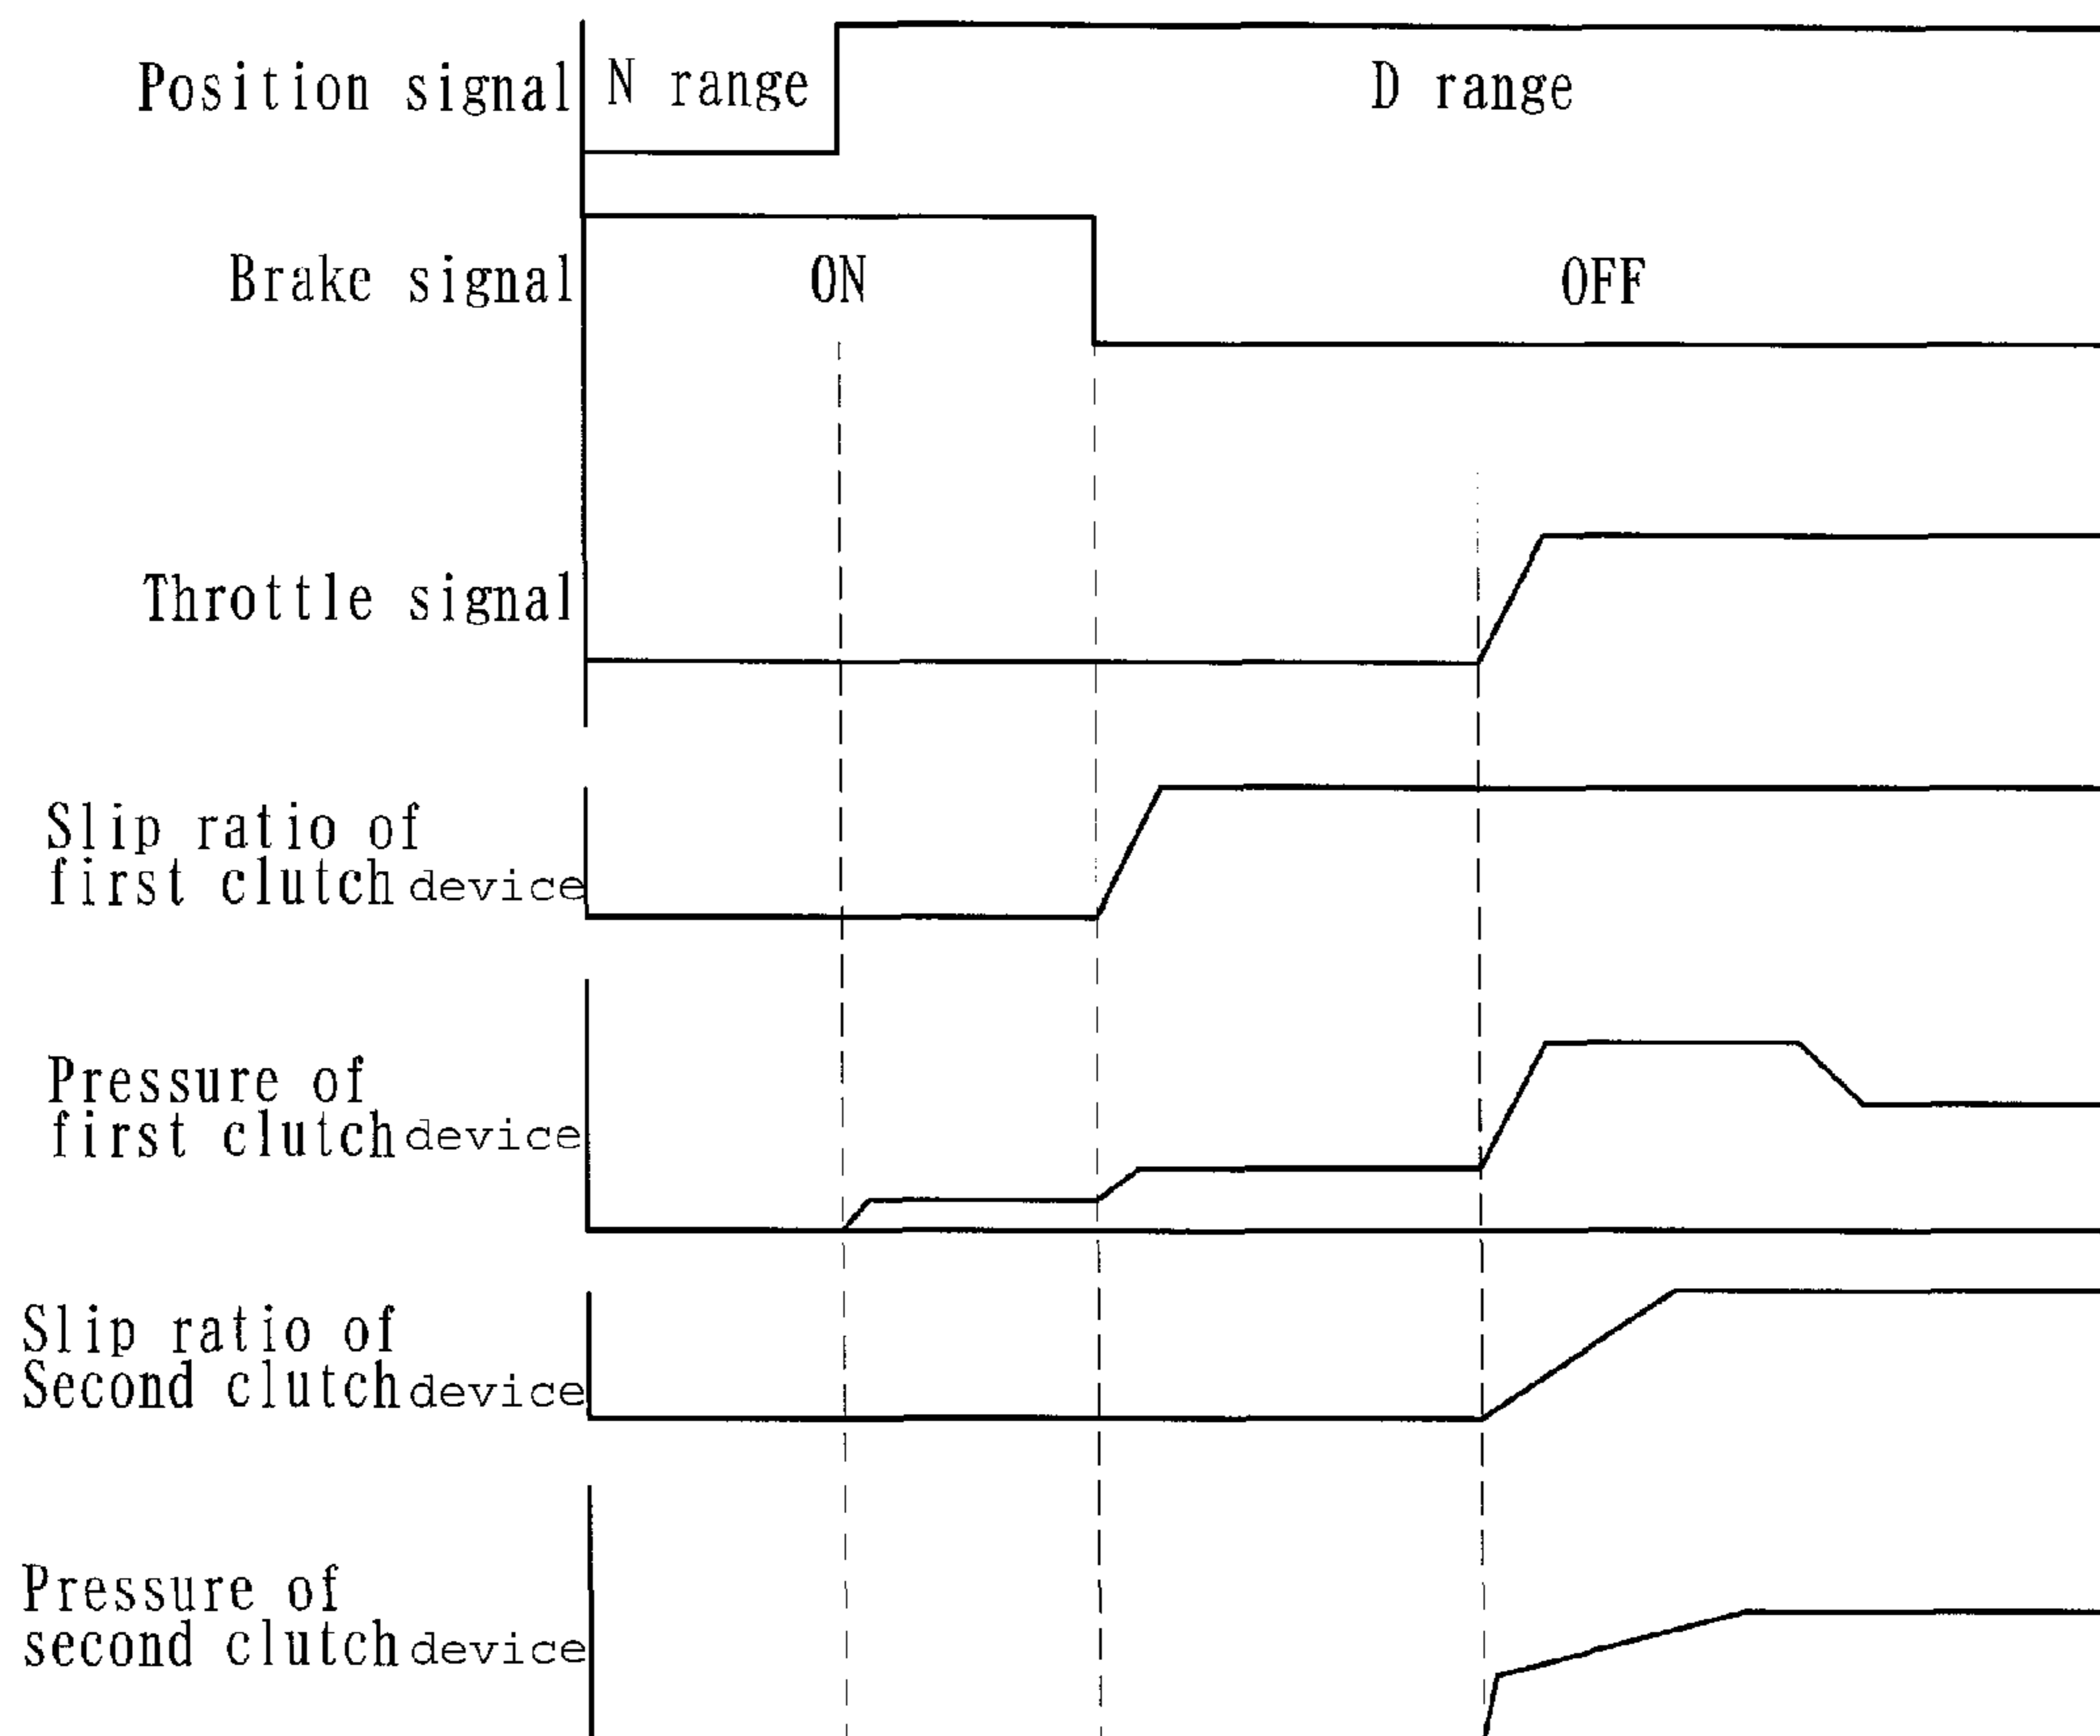 Position signal
N range
D range
Brake signal
ON
OFF
Throttle signal
Slip ratio of
first clutch device
Pressure of
first clutch device
Slip ratio of
Second clutch device
Pressure of
second clutch device